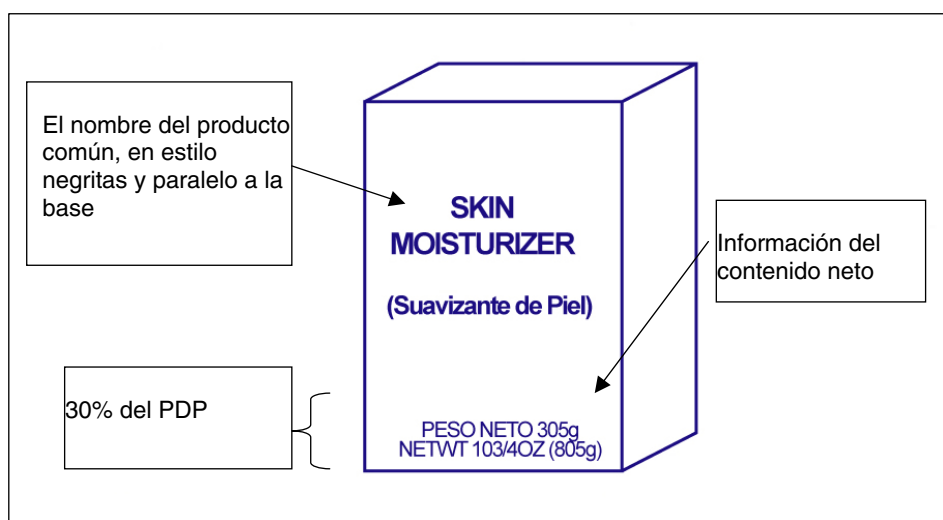 El nombre del producto
común, en estilo
negritas y paralelo a la
base
SKIN
MOISTURIZER
(Suavizante de Piel)
Información del
contenido neto
30% del PDP
PESO NETO 305g
NETWT 103/4OZ (805g)